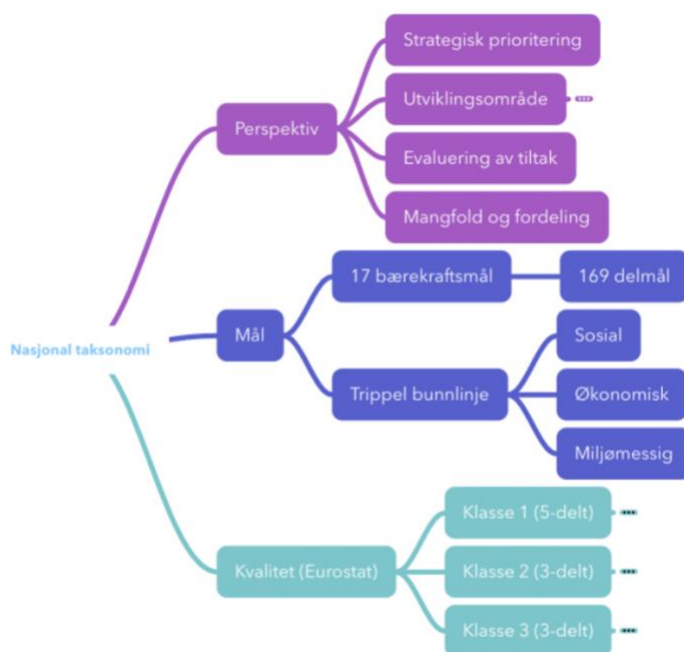 Strategisk prioritering
Utviklingsområde
Perspektiv
Evaluering av tiltak
Mangfold og fordeling
17 bærekraftsmål
169 delmål
Nasjonal taksonomi
Mål
Sosial
Trippel bunnlinje
Økonomisk
Miljømessig
Klasse 1 (5-delt)
Kvalitet (Eurostat)
Klasse 2 (3-delt)
Klasse 3 (3-delt)